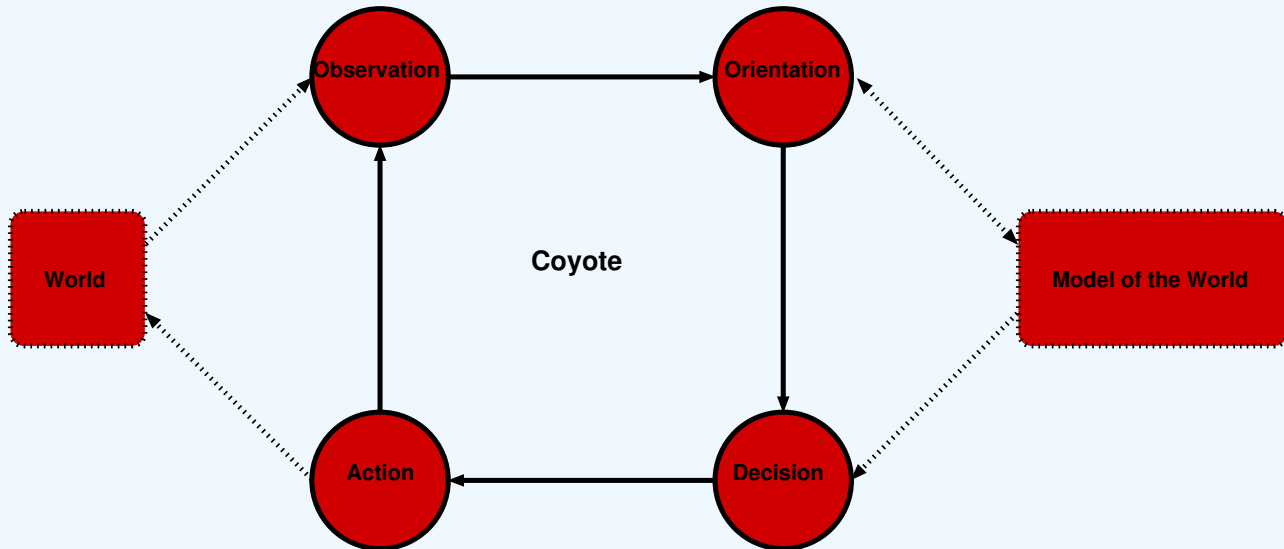 Observation
Orientation
Coyote
World
Model of the World
Action
Decision